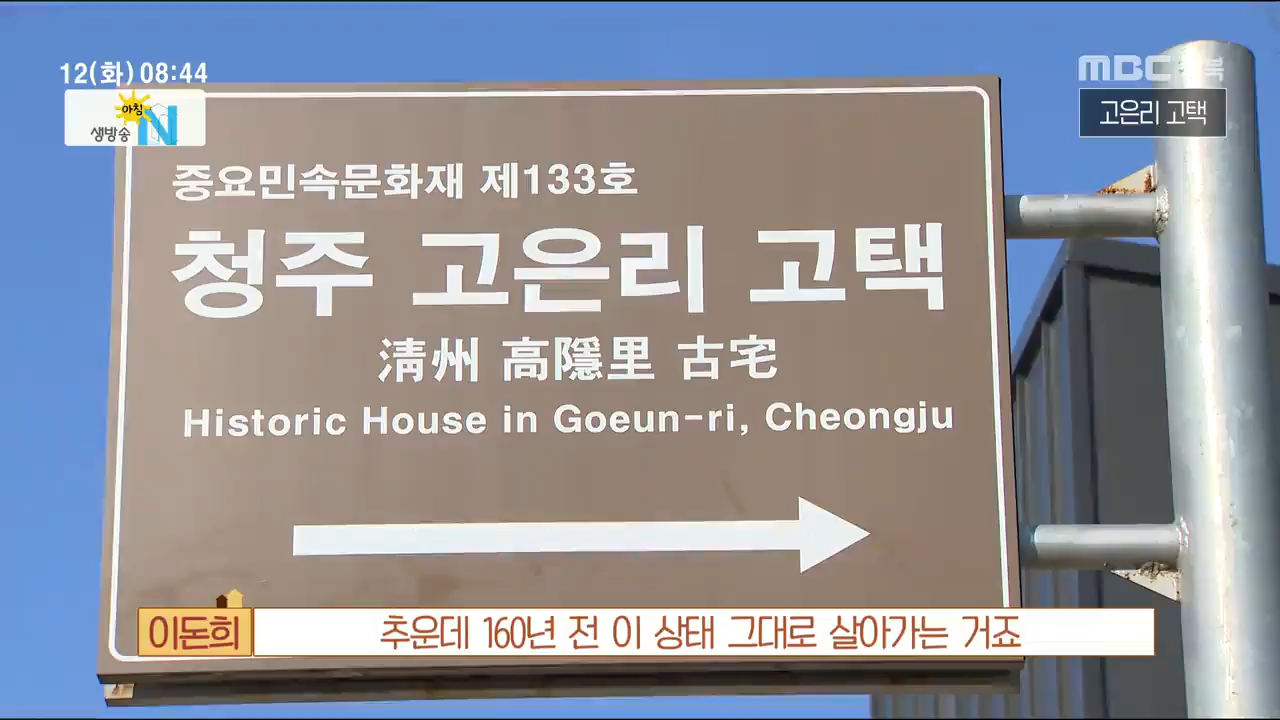 12(화) 08:44
MBC
아침
생방송
N
고은리 고택
중요민속문화재 제133호
청주 고은리 고택
淸州 高隱里 古宅
Historic House in Goeun-ri, Cheongju
이돈희
추운데 160년 전 이 상태 그대로 살아가는 거죠